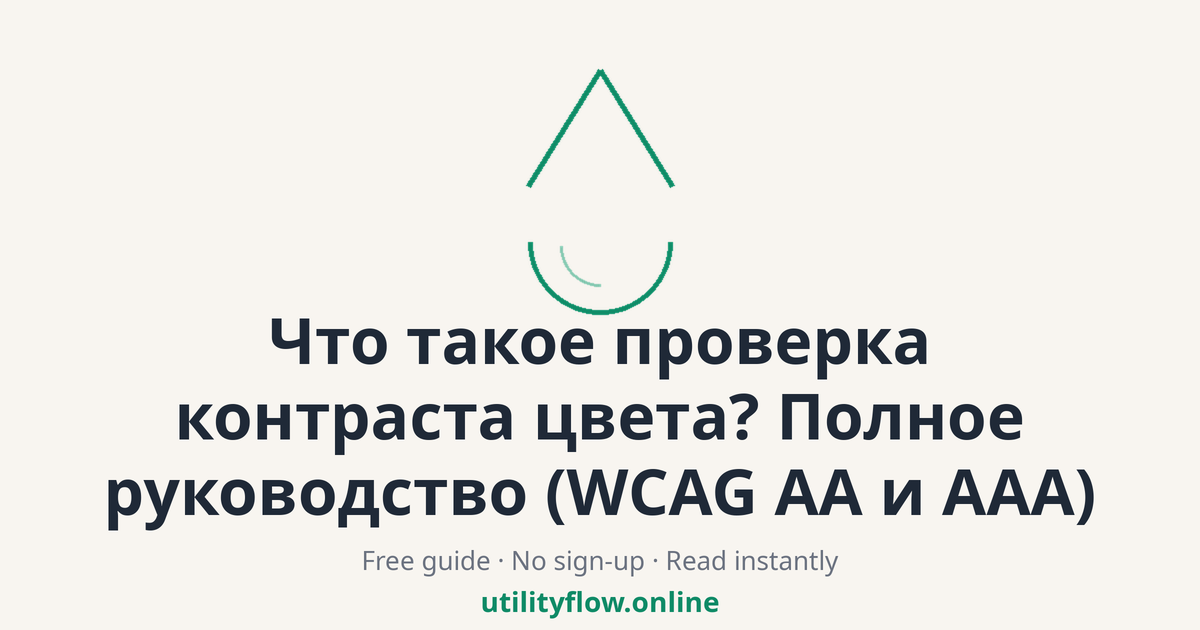 Что такое проверка
контраста цвета? Полное
руководство (WCAG AA и AAA)
Free guide · No sign-up · Read instantly
utilityflow.online